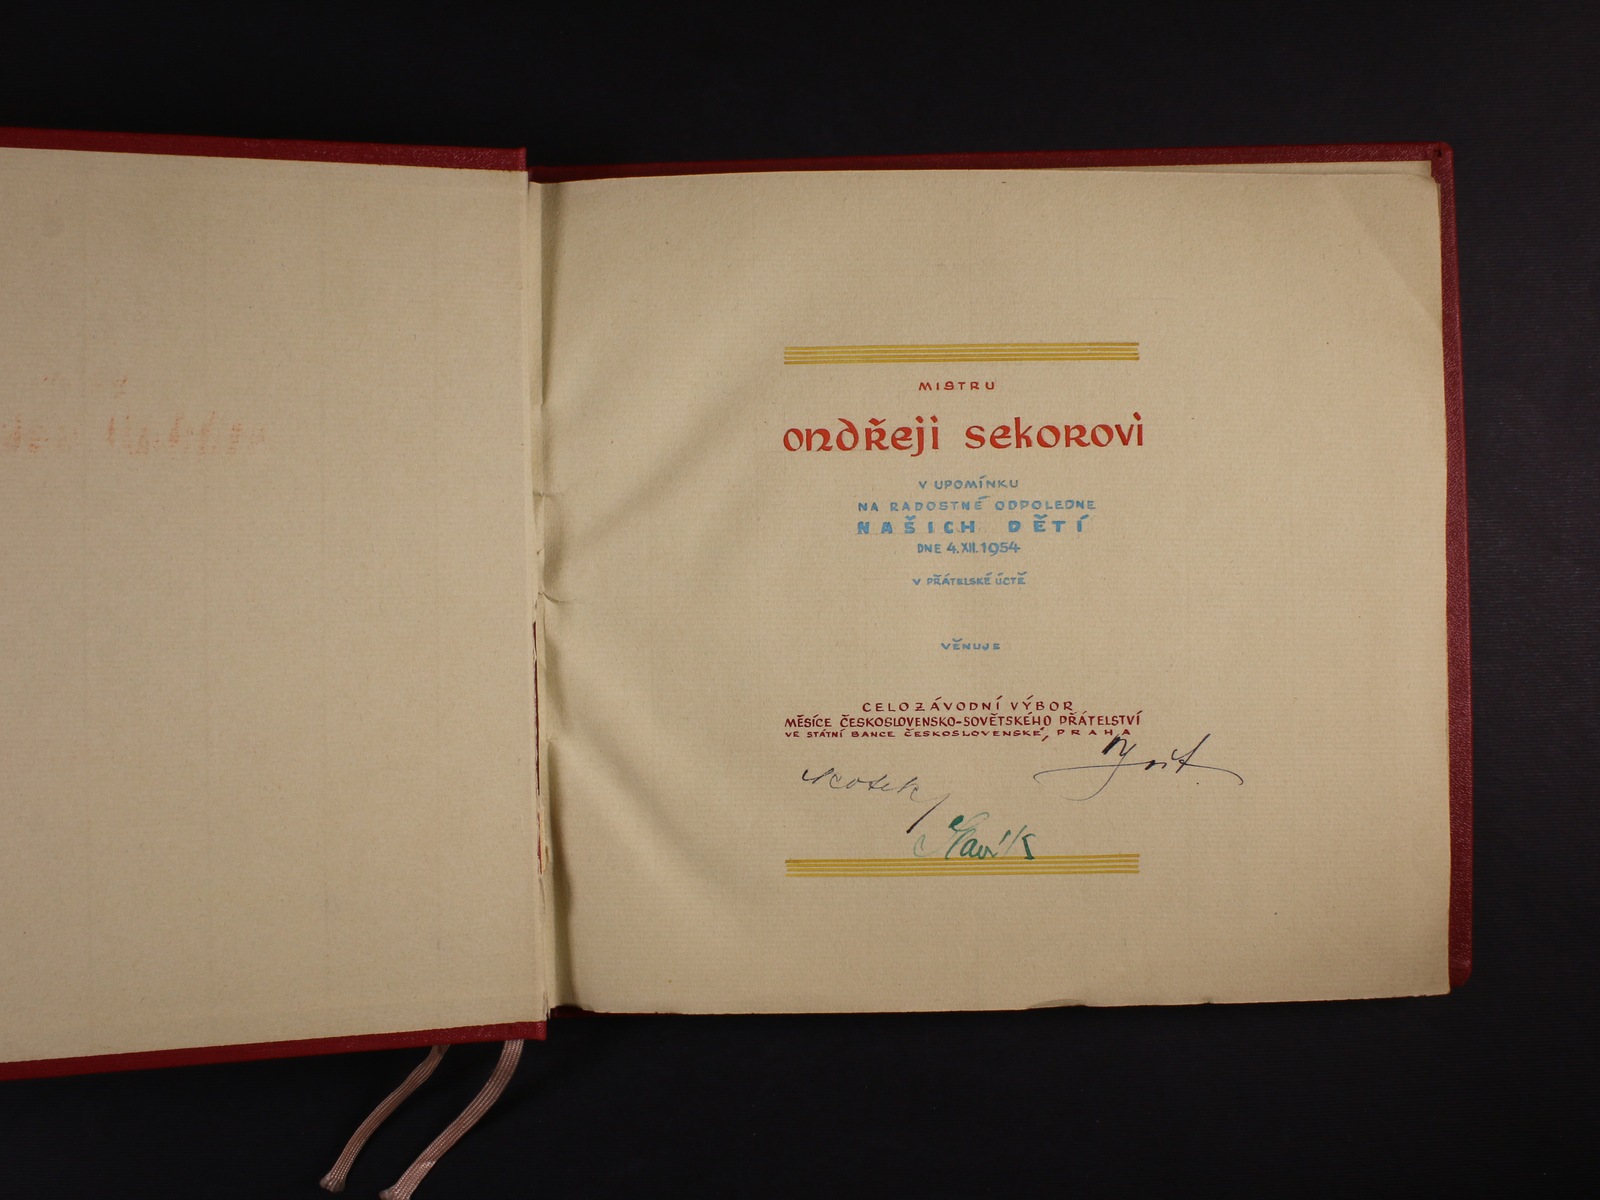 MISTRU
ONDŘEJI SEKOROVI
V UPOMÍNKU
NA RADOSTNÉ ODPOLEDNE
NAŠICH DĚTÍ
DNE 4.XII.1954
V PŘÁTELSKÉ ÚCTĚ
VĚNUJE
CELOZÁVODNÍ VÝBOR
MĚSÍCE ČESKOSLOVENSKO-SOVĚTSKÉHO PŘÁTELSTVÍ
VE STÁTNÍ BANCE ČESKOSLOVENSKÉ, PRAHA
Slavík